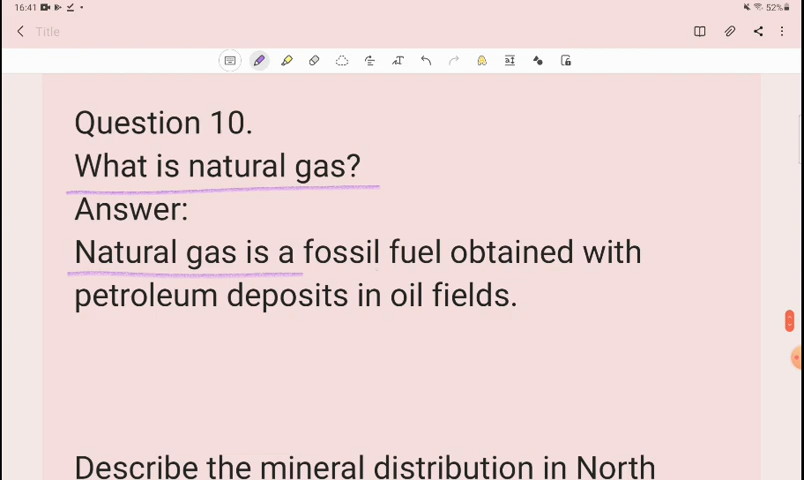 16:41
52%
Title
Question 10.
What is natural gas?
Answer:
Natural gas is a fossil fuel obtained with
petroleum deposits in oil fields.
Describe the mineral distribution in North